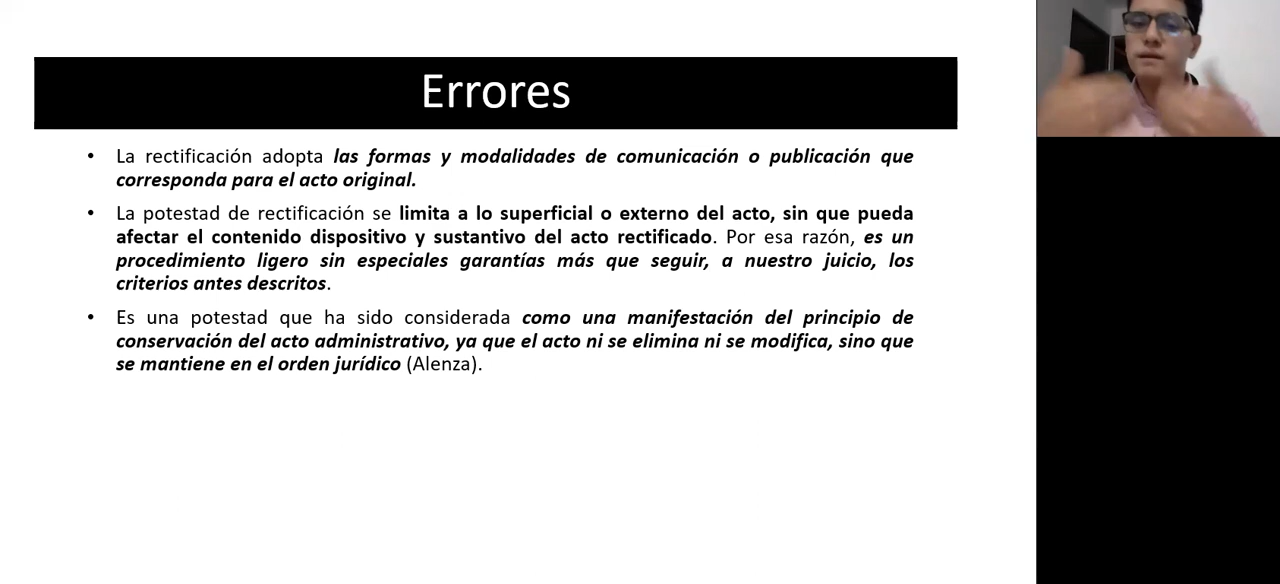 Errores
• La rectificación adopta las formas y modalidades de comunicación o publicación que
corresponda para el acto original.
• La potestad de rectificación se limita a lo superficial o externo del acto, sin que pueda
afectar el contenido dispositivo y sustantivo del acto rectificado. Por esa razón, es un
procedimiento ligero sin especiales garantías más que seguir, a nuestro juicio, los
criterios antes descritos.
• Es una potestad que ha sido considerada como una manifestación del principio de
conservación del acto administrativo, ya que el acto ni se elimina ni se modifica, sino que
se mantiene en el orden jurídico (Alenza).